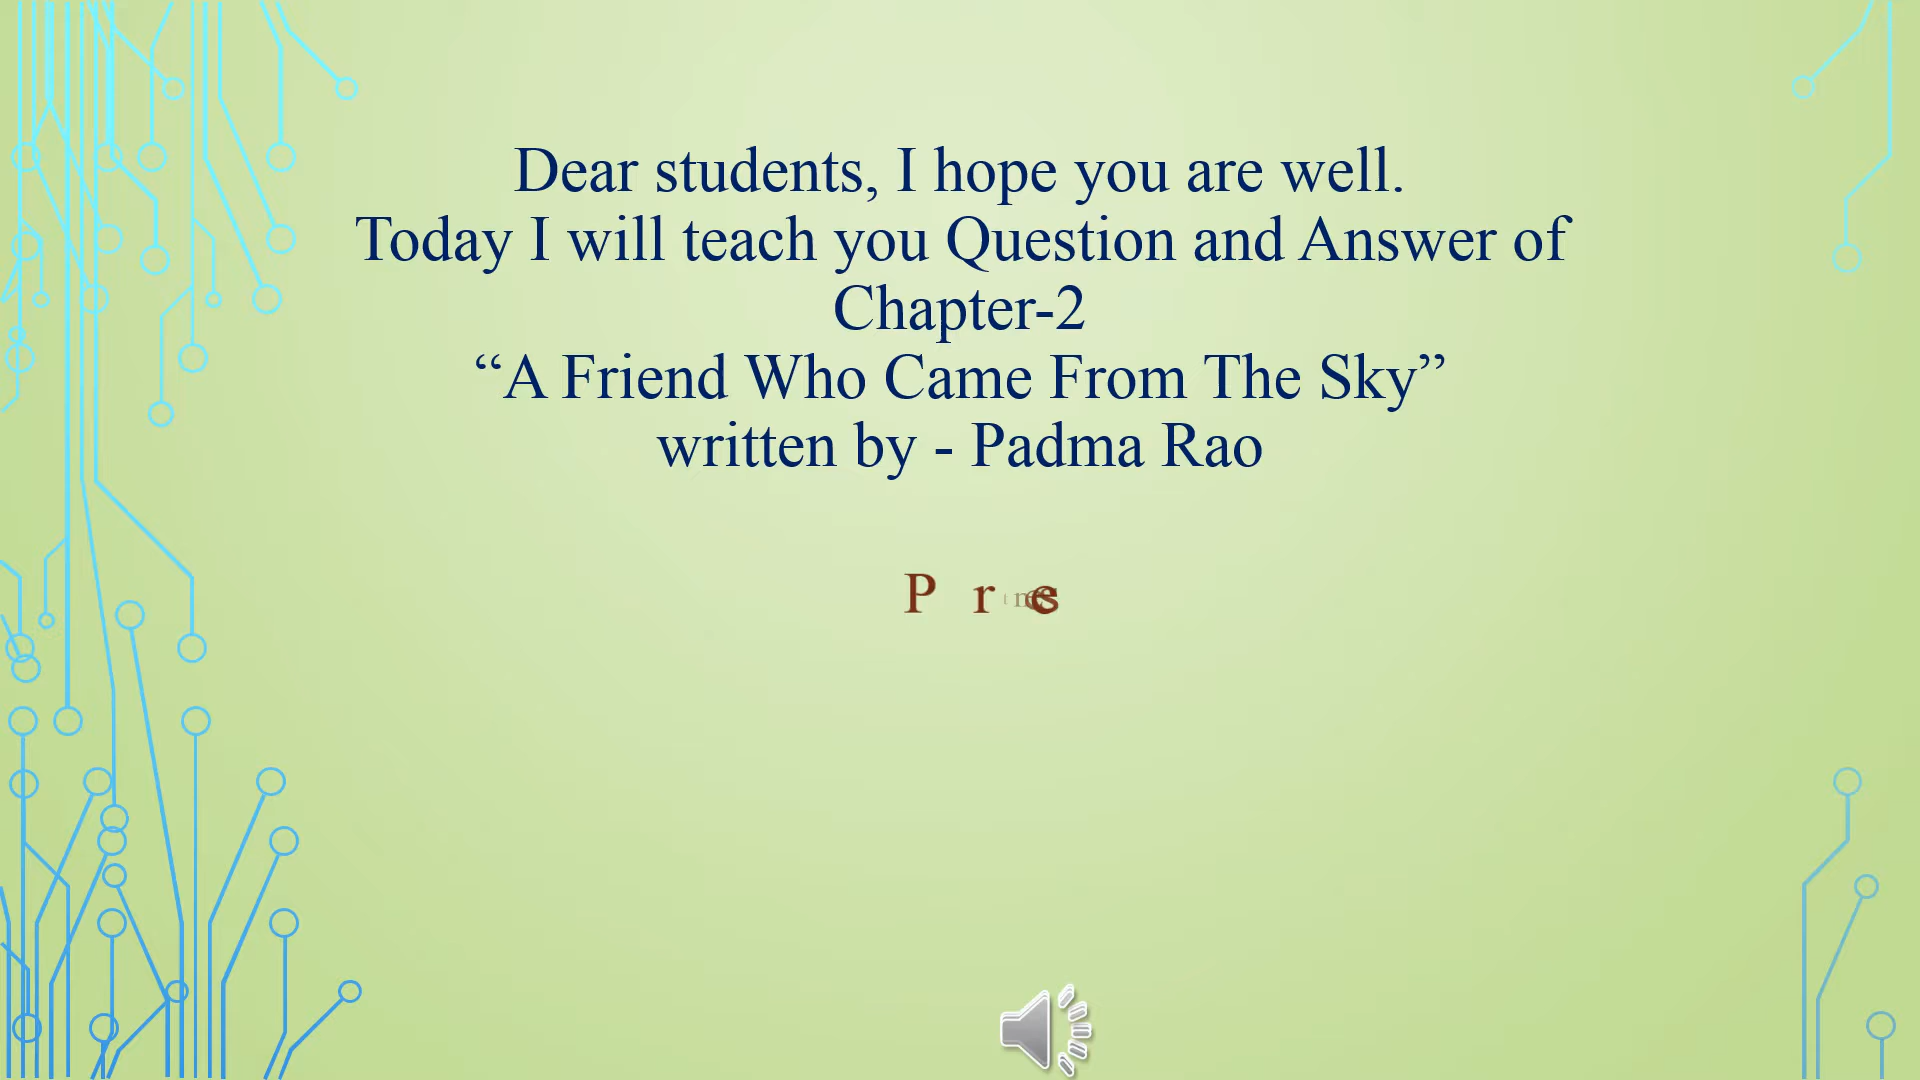 Dear students, I hope you are well.
Today I will teach you Question and Answer of
Chapter-2
“A Friend Who Came From The Sky”
written by - Padma Rao